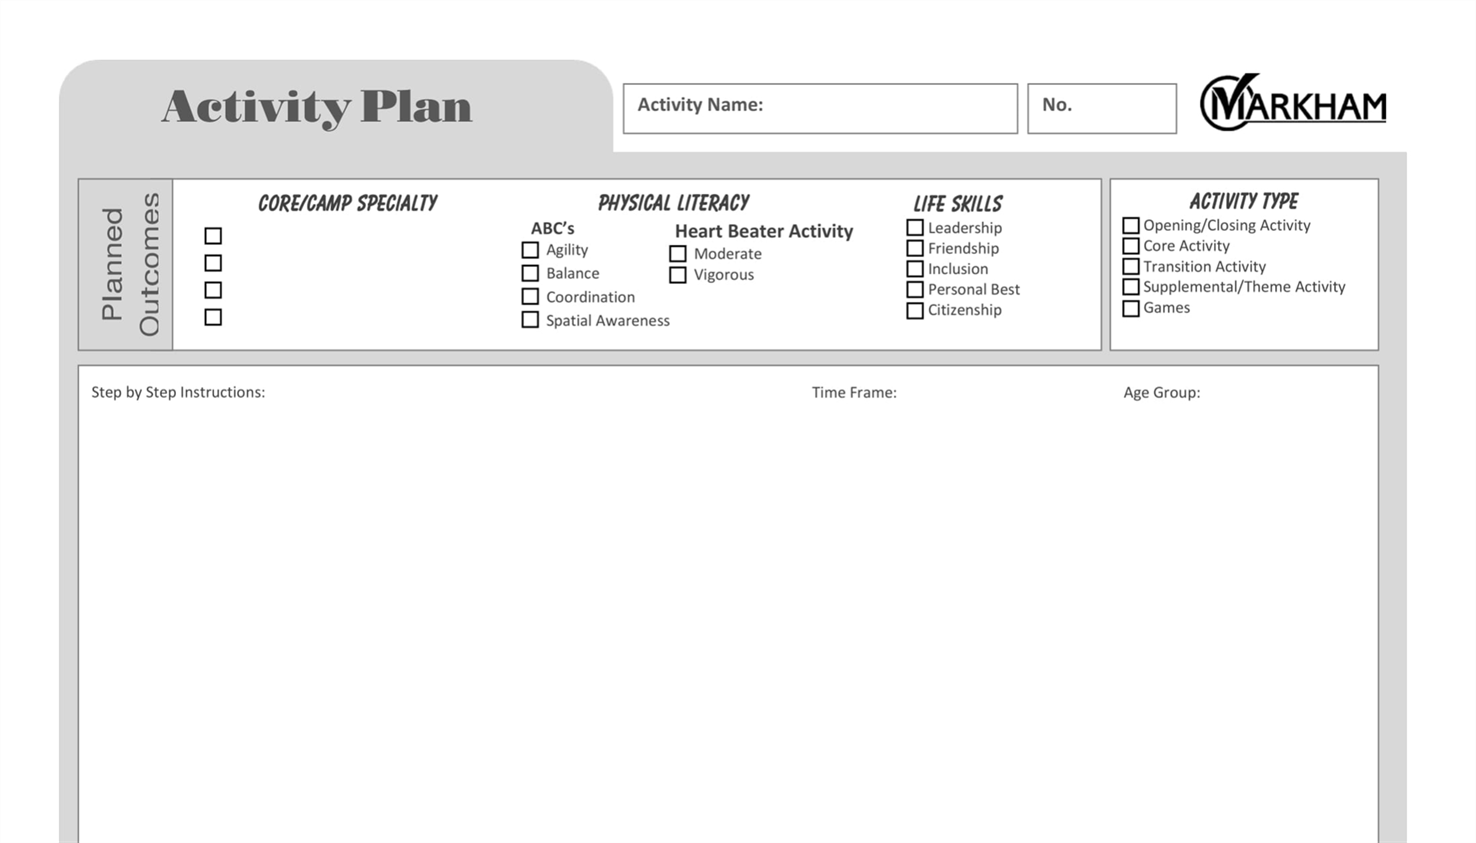 Activity Plan
Activity Name:
No.
MARKHAM
Planned
Outcomes
CORE/CAMP SPECIALTY
PHYSICAL LITERACY
ABC's
Agility
Balance
Coordination
Spatial Awareness
Heart Beater Activity
Moderate
Vigorous
LIFE SKILLS
Leadership
Friendship
Inclusion
Personal Best
Citizenship
ACTIVITY TYPE
Opening/Closing Activity
Core Activity
Transition Activity
Supplemental/Theme Activity
Games
Step by Step Instructions:
Time Frame:
Age Group: